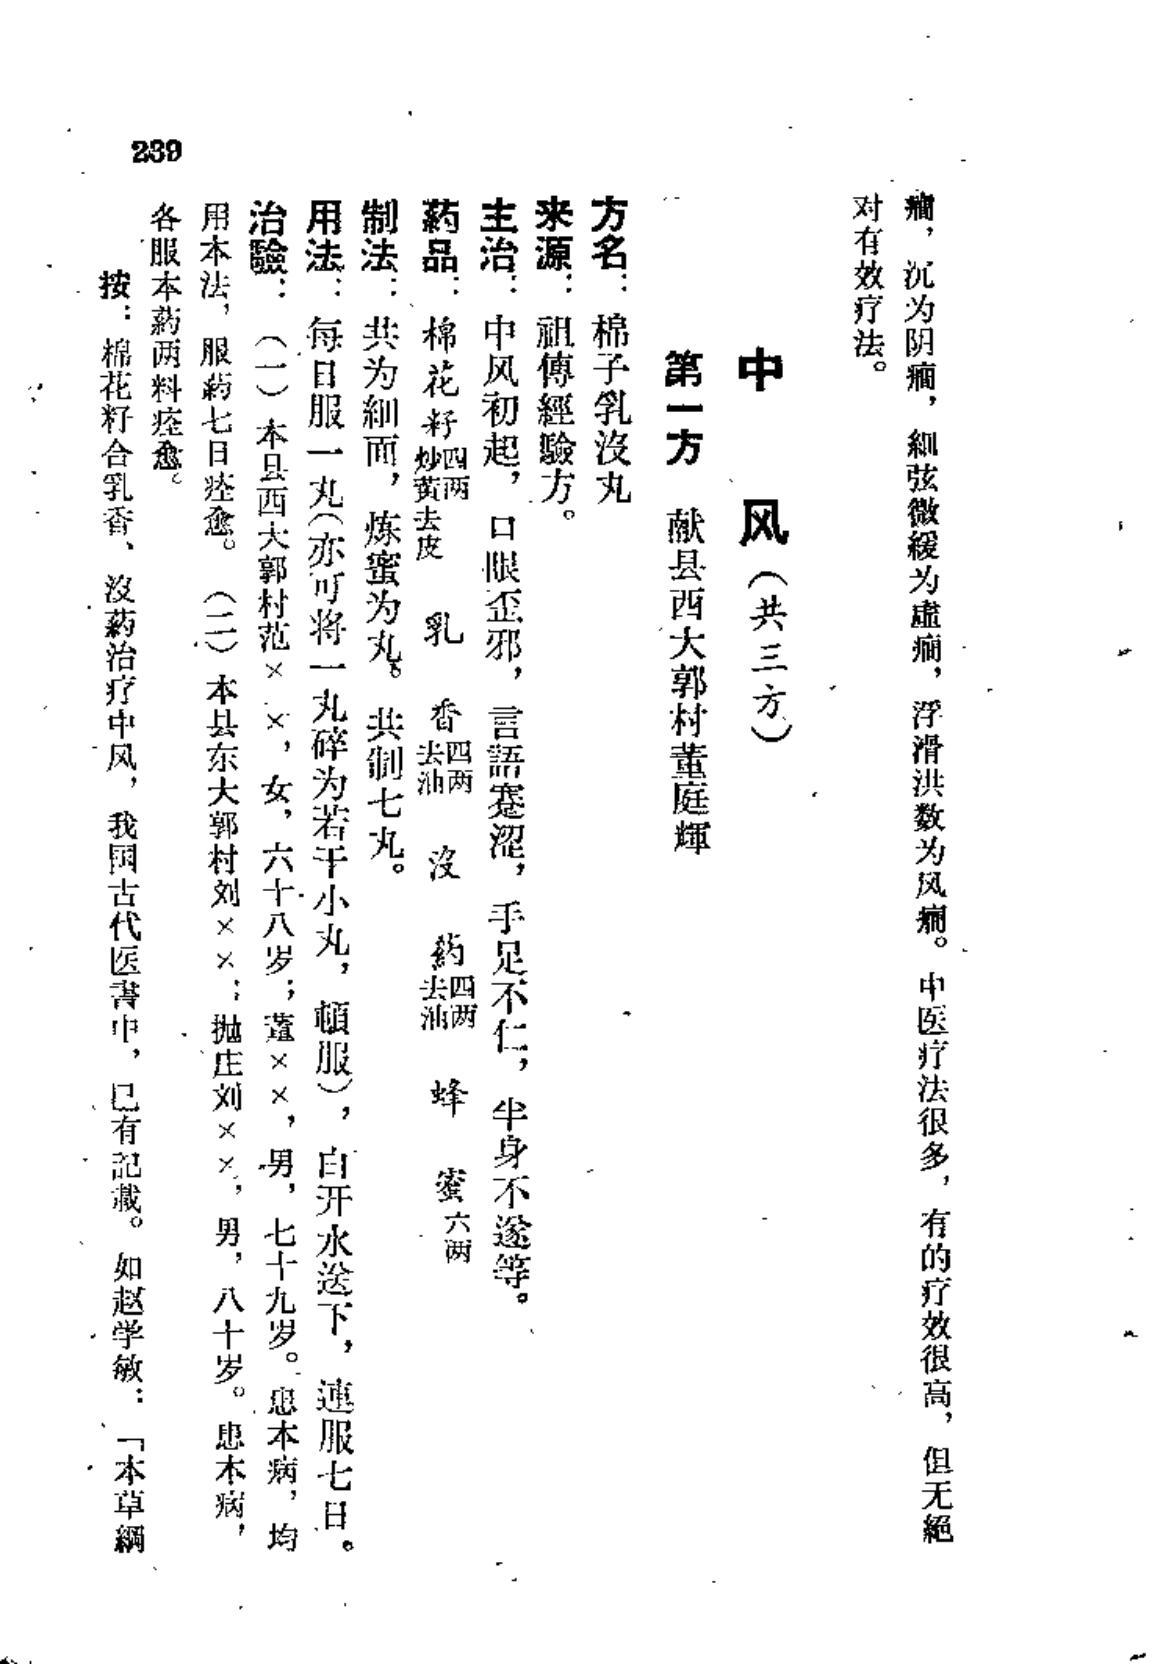 癎，沉为阴癎，細弦微緩为虛癎，浮滑洪数为风癎。中医疗法很多，有的疗效很高，但无絕
对有效疗法。
中 风（共三方）
第一方 献县西大郭村董庭輝
方名：棉子乳沒丸
来源：祖傳經驗方。
主治：中风初起，口眼歪邪，言語蹇涩，手足不仁，半身不遂等。
葯品：棉花籽四两炒黄去皮 乳香四两去油 沒葯四两去油 蜂蜜六两
制法：共为細面，炼蜜为丸。共制七丸。
用法：每日服一丸（亦可将一丸碎为若干小丸，頓服），白开水送下，連服七日。
治驗：（一）本县西大郭村范××，女，六十八岁；董××，男，七十九岁。患本病，均
用本法，服葯七日痊愈。（二）本县东大郭村刘××；抛庄刘××，男，八十岁。患本病，
各服本葯两料痊愈。
按：棉花籽合乳香、沒葯治疗中风，我国古代医書中，已有記載。如赵学敏：「本草綱
239